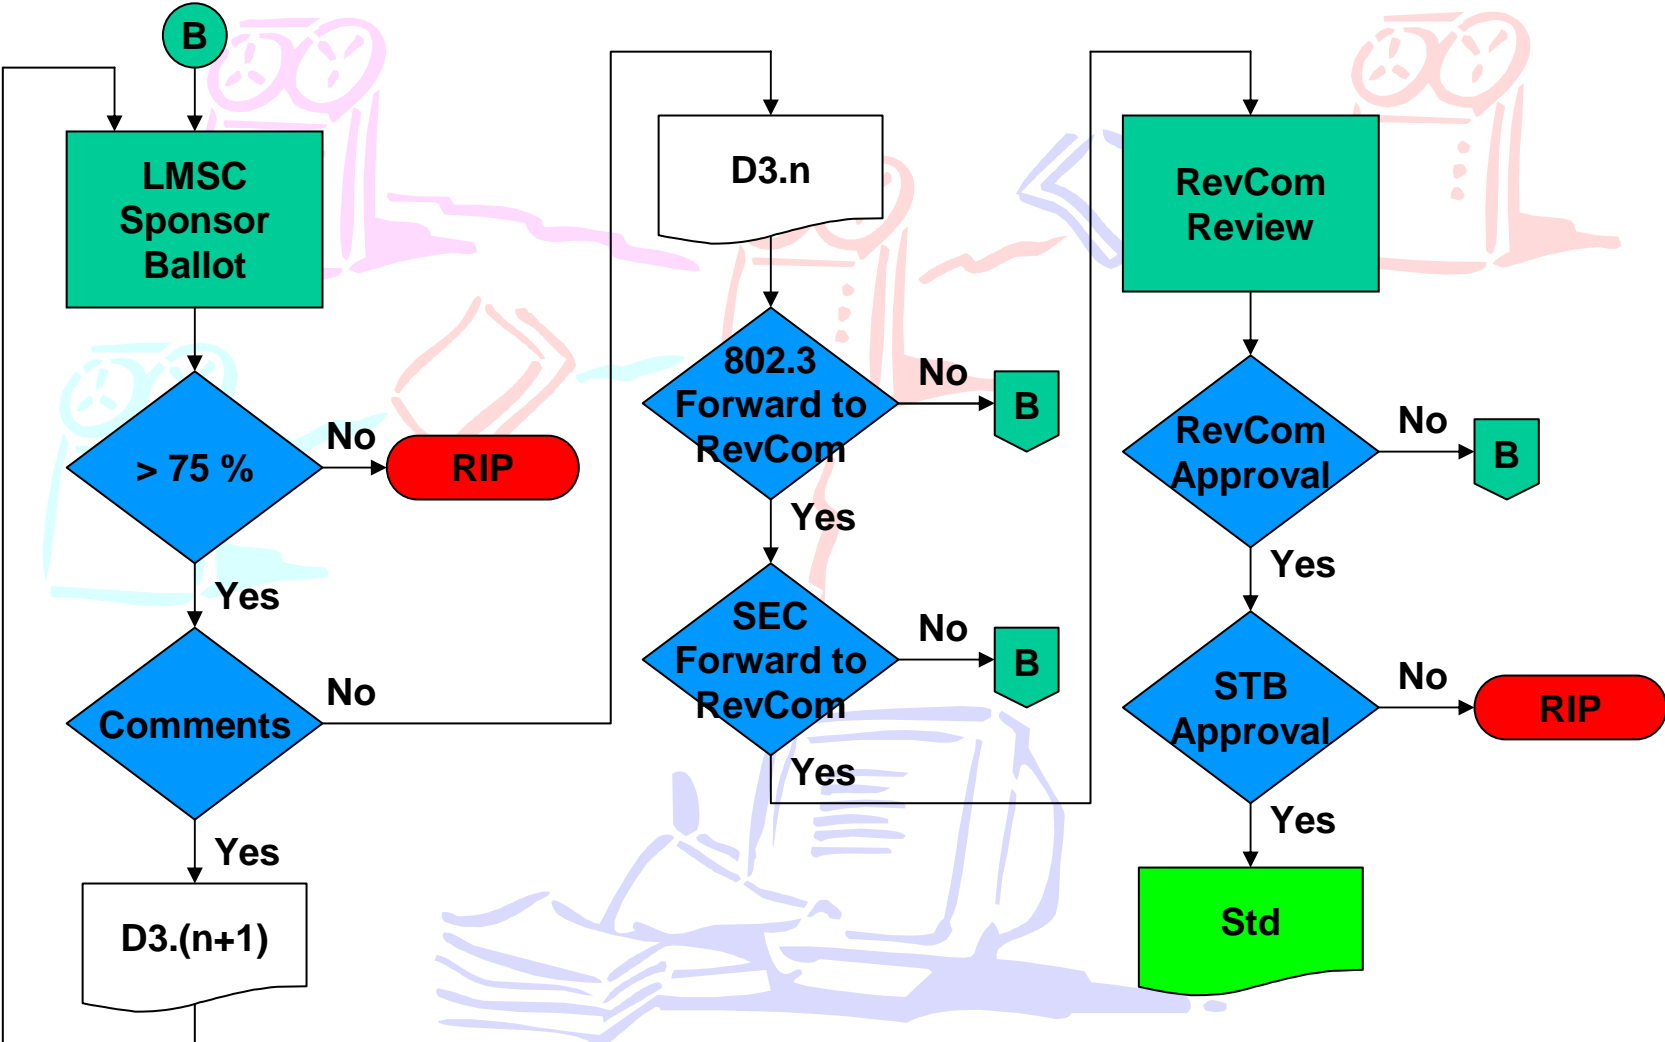 B
LMSC
Sponsor
Ballot
> 75 %
No
RIP
Yes
Comments
No
Yes
D3.(n+1)
D3.n
802.3
Forward to
RevCom
No
B
Yes
SEC
Forward to
RevCom
No
B
Yes
RevCom
Review
RevCom
Approval
No
B
Yes
STB
Approval
No
RIP
Yes
Std